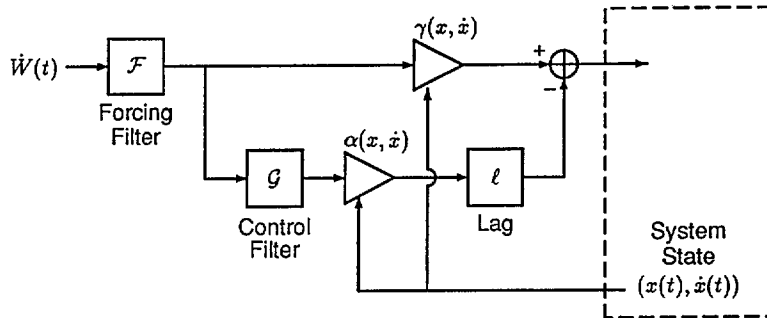 γ(x, ẋ)
Ẇ(t)
ℱ
+
−
Forcing
Filter
α(x, ẋ)
𝒢
ℓ
Control
Filter
Lag
System
State
(x(t), ẋ(t))